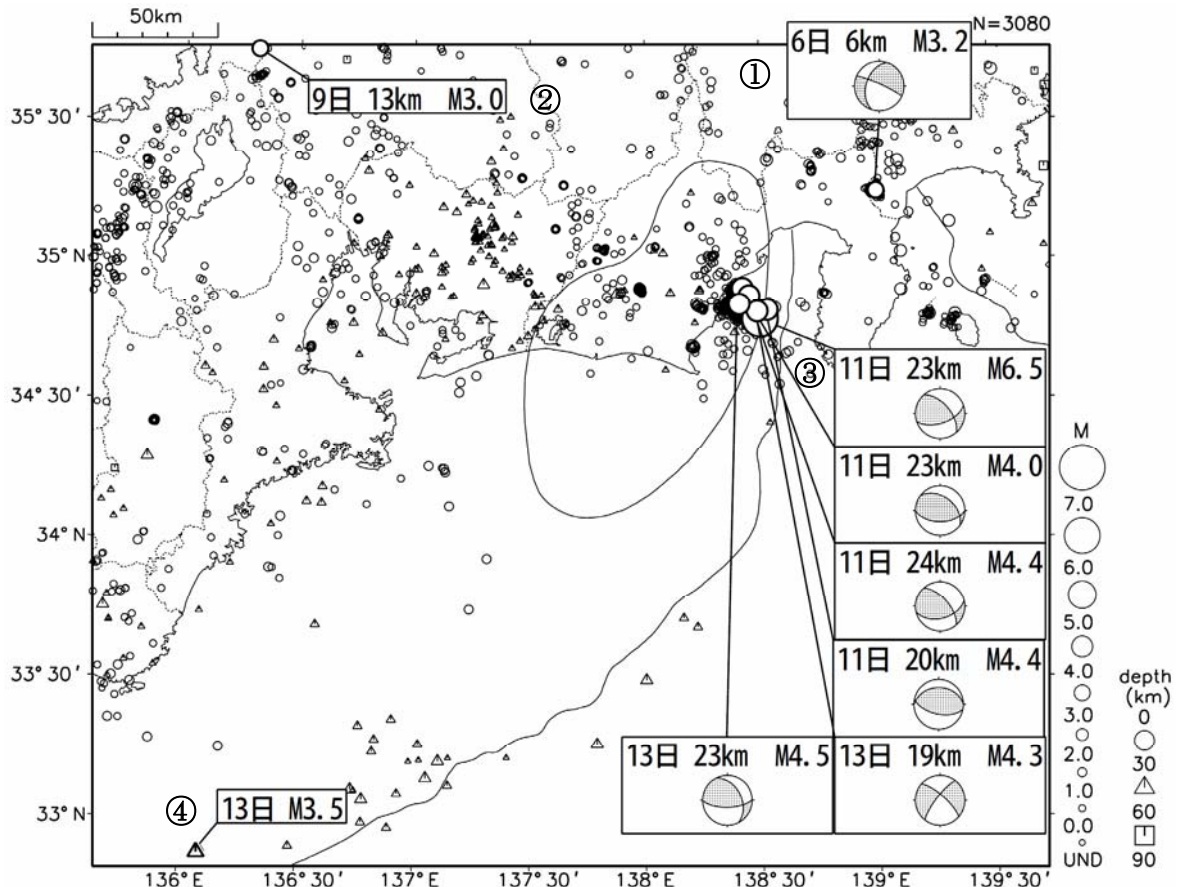 50km
N=3080
6日 6km M3.2
①
9日 13km M3.0
②
35°30′
35°N
34°30′
34°N
33°30′
33°N
③
11日 23km M6.5
11日 23km M4.0
11日 24km M4.4
11日 20km M4.4
13日 23km M4.5
13日 19km M4.3
④
13日 M3.5
136°E
136°30′
137°E
137°30′
138°E
138°30′
139°E
139°30′
M
7.0
6.0
5.0
4.0
3.0
2.0
1.0
0.0
UND
depth
(km)
0
30
60
90